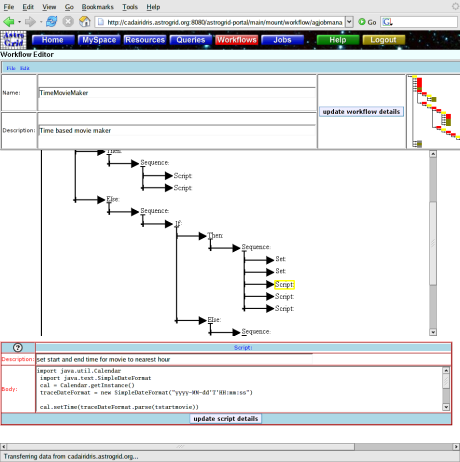 File Edit View Go Bookmarks Tools Help
http://cadairidris.astrogrid.org:8080/astrogrid-portal/main/mount/workflow/agjobmana
Go
Astro Grid
Home MySpace Resources Queries Workflows Jobs Help Logout
Workflow Editor
File Edit
Name: TimeMovieMaker
update workflow details
Description: Time based movie maker
Then:
Sequence:
Script
Script
Else:
Sequence:
If:
Then:
Sequence:
Set:
Set:
Script:
Script:
Script:
Else:
Sequence:
Script:
Description: set start and end time for movie to nearest hour
Body:
import java.util.Calendar
import java.text.SimpleDateFormat
cal = Calendar.getInstance()
traceDateFormat = new SimpleDateFormat("yyyy-MM-dd'T'HH:mm:ss")
cal.setTime(traceDateFormat.parse(tstartmovie))
update script details
Transferring data from cadairidris.astrogrid.org...